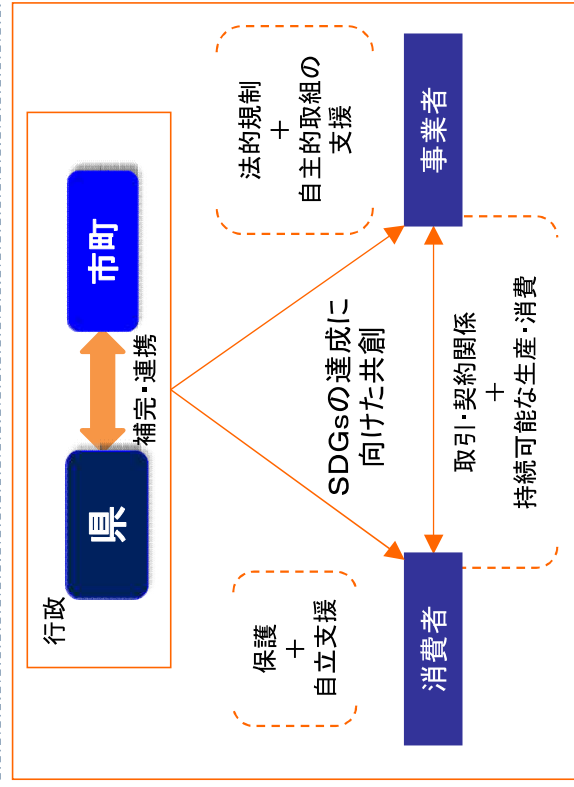 行政
県
市町
補完・連携
保護
＋
自立支援
法的規制
＋
自主的取組の
支援
SDGsの達成に
向けた共創
消費者
事業者
取引・契約関係
＋
持続可能な生産・消費